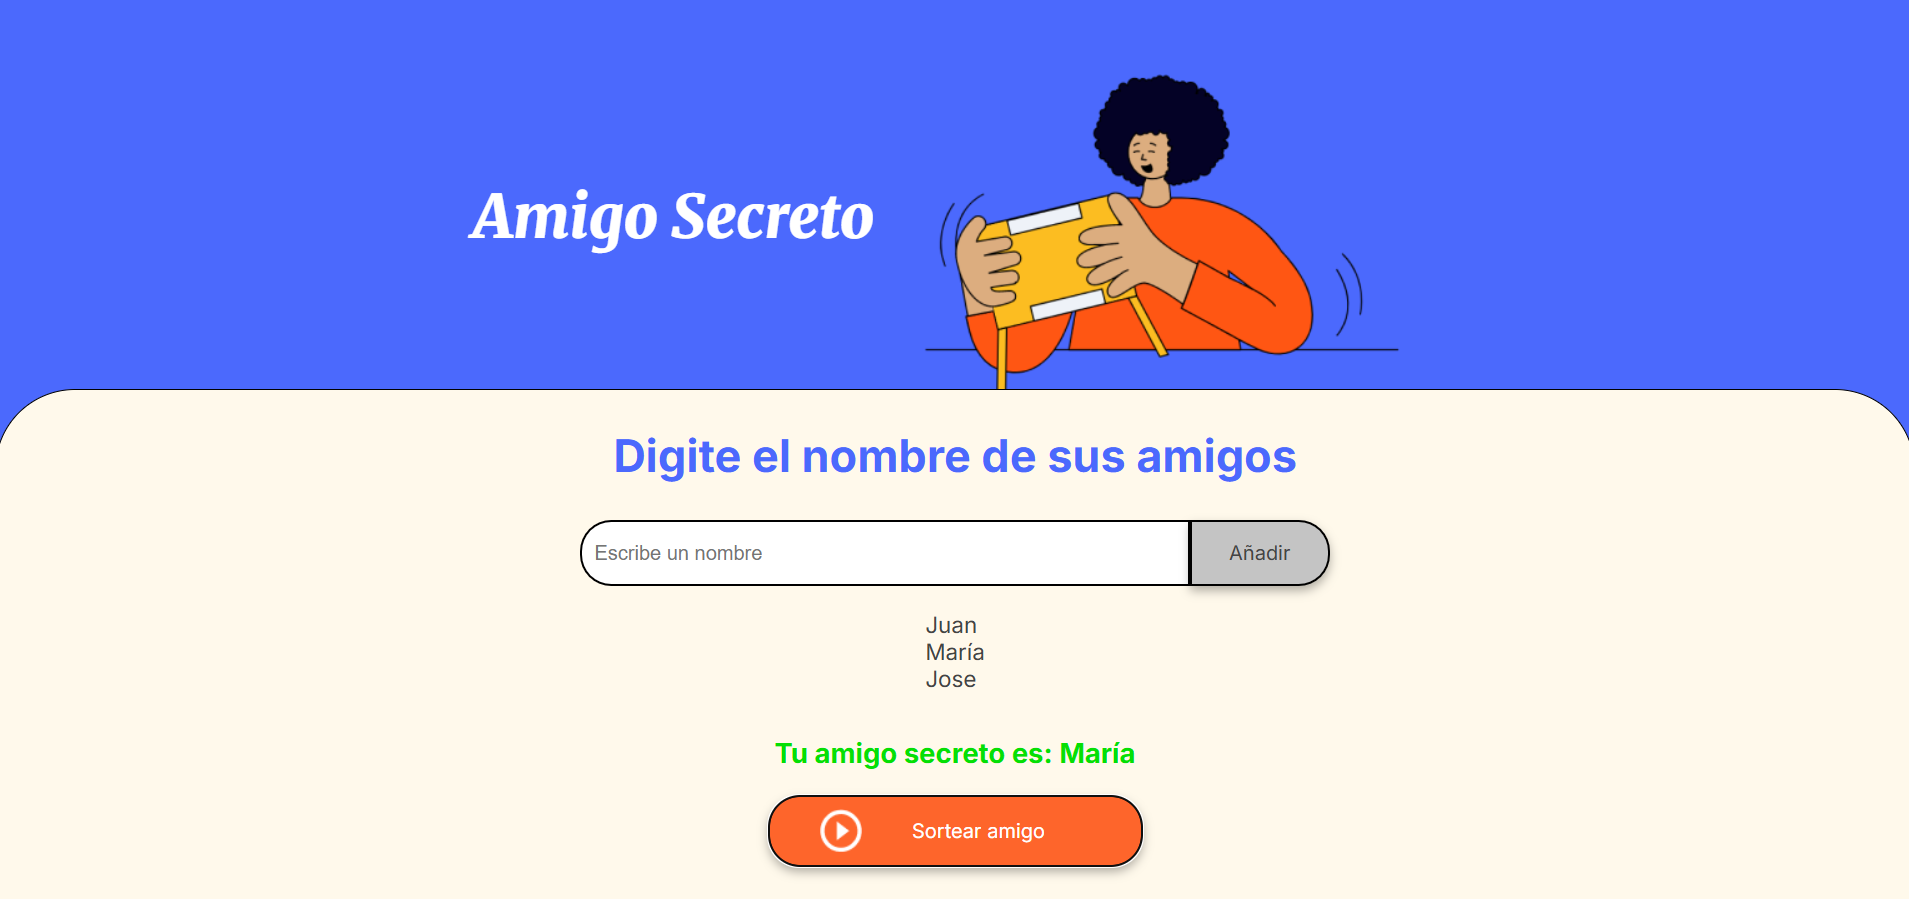 Amigo Secreto
Digite el nombre de sus amigos
Escribe un nombre
Añadir
Juan
María
Jose
Tu amigo secreto es: María
Sortear amigo